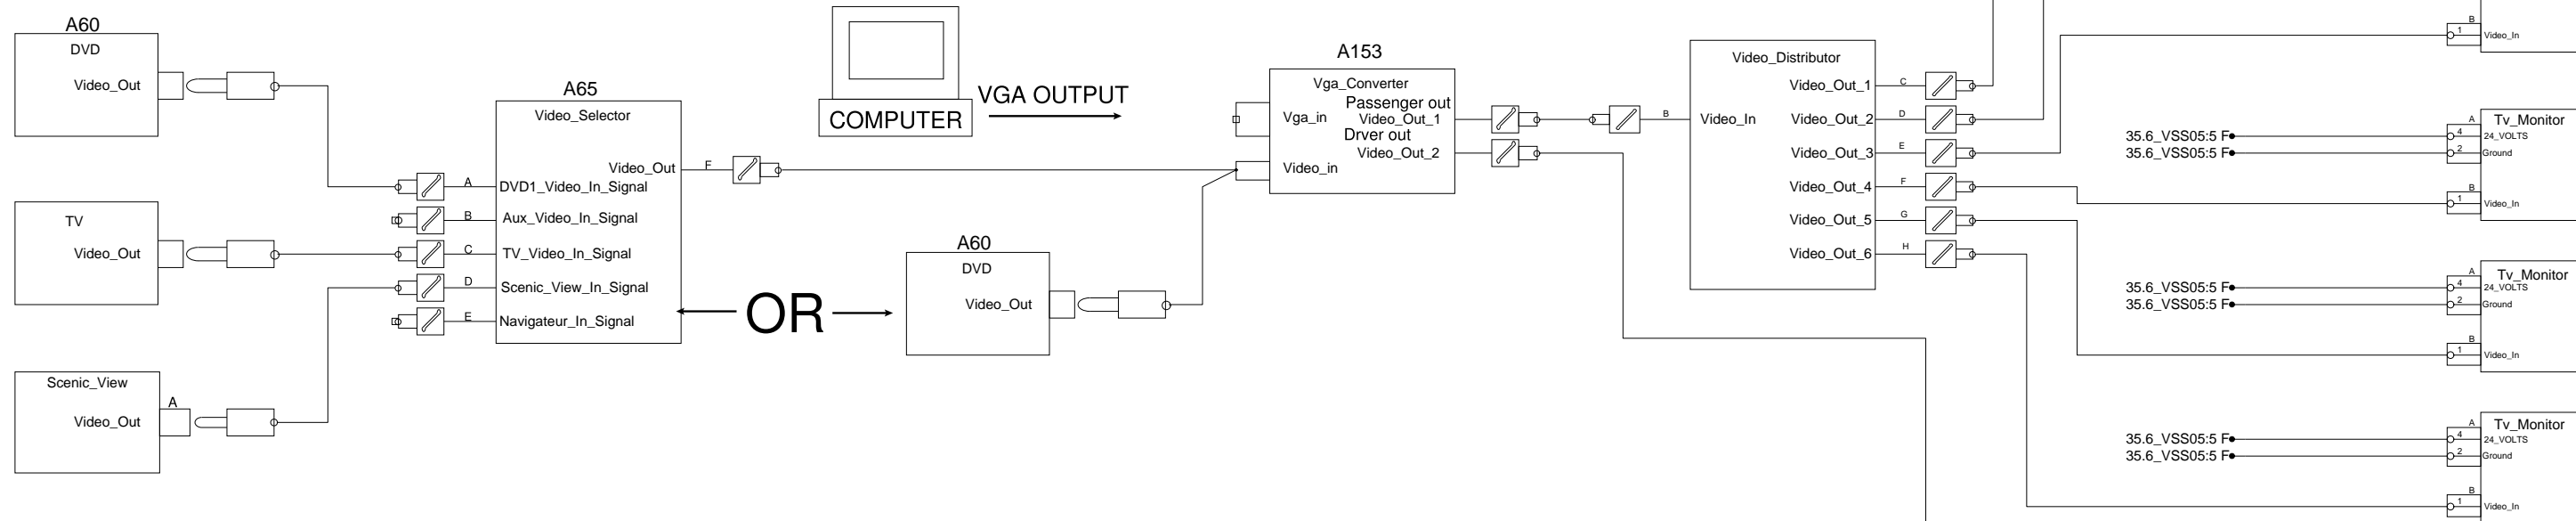 A60
DVD
Video_Out
TV
Video_Out
Scenic_View
A
Video_Out
A65
Video_Selector
Video_Out
F
A
DVD1_Video_In_Signal
B
Aux_Video_In_Signal
C
TV_Video_In_Signal
D
Scenic_View_In_Signal
E
Navigateur_In_Signal
COMPUTER
VGA OUTPUT
OR
A60
DVD
Video_Out
A153
Vga_Converter
Passenger out
Vga_in
Video_Out_1
Drver out
Video_Out_2
Video_in
Video_Distributor
B
Video_In
Video_Out_1
C
Video_Out_2
D
Video_Out_3
E
Video_Out_4
F
Video_Out_5
G
Video_Out_6
H
B
1
Video_In
Tv_Monitor
A
35.6_VSS05:5 F
4
24_VOLTS
35.6_VSS05:5 F
2
Ground
B
1
Video_In
Tv_Monitor
A
35.6_VSS05:5 F
4
24_VOLTS
35.6_VSS05:5 F
2
Ground
B
1
Video_In
Tv_Monitor
A
35.6_VSS05:5 F
4
24_VOLTS
35.6_VSS05:5 F
2
Ground
B
1
Video_In